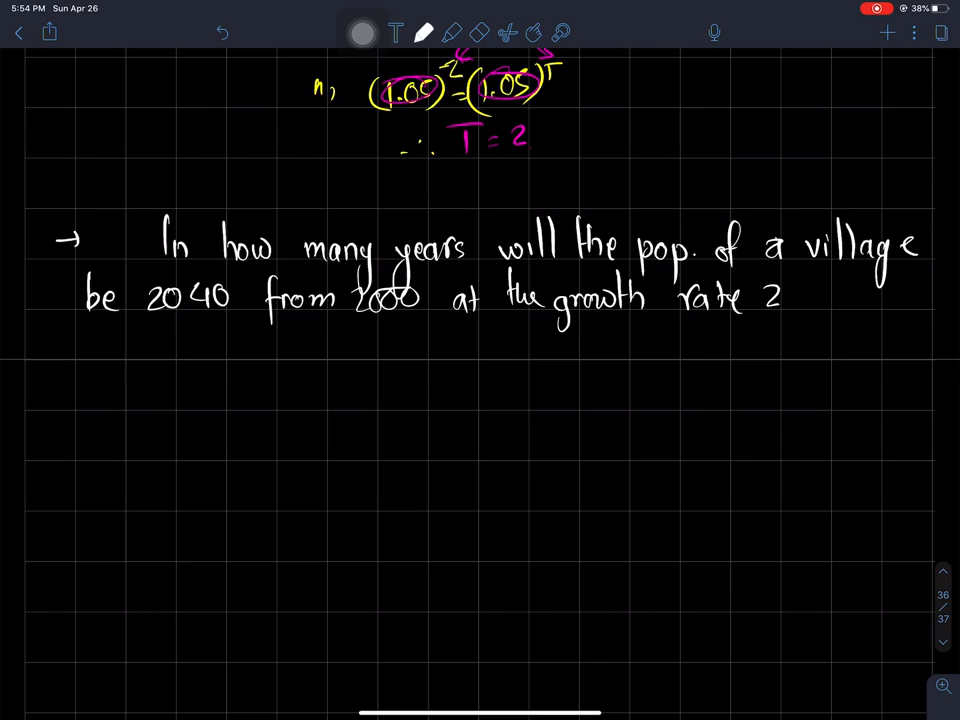 5:54 PM Sun Apr 26
38%
T
n, (1.05)^2 = (1.05)^T
∴ T = 2
→ In how many years will the pop. of a village
be 2040 from 2000 at the growth rate 2
36
/
37